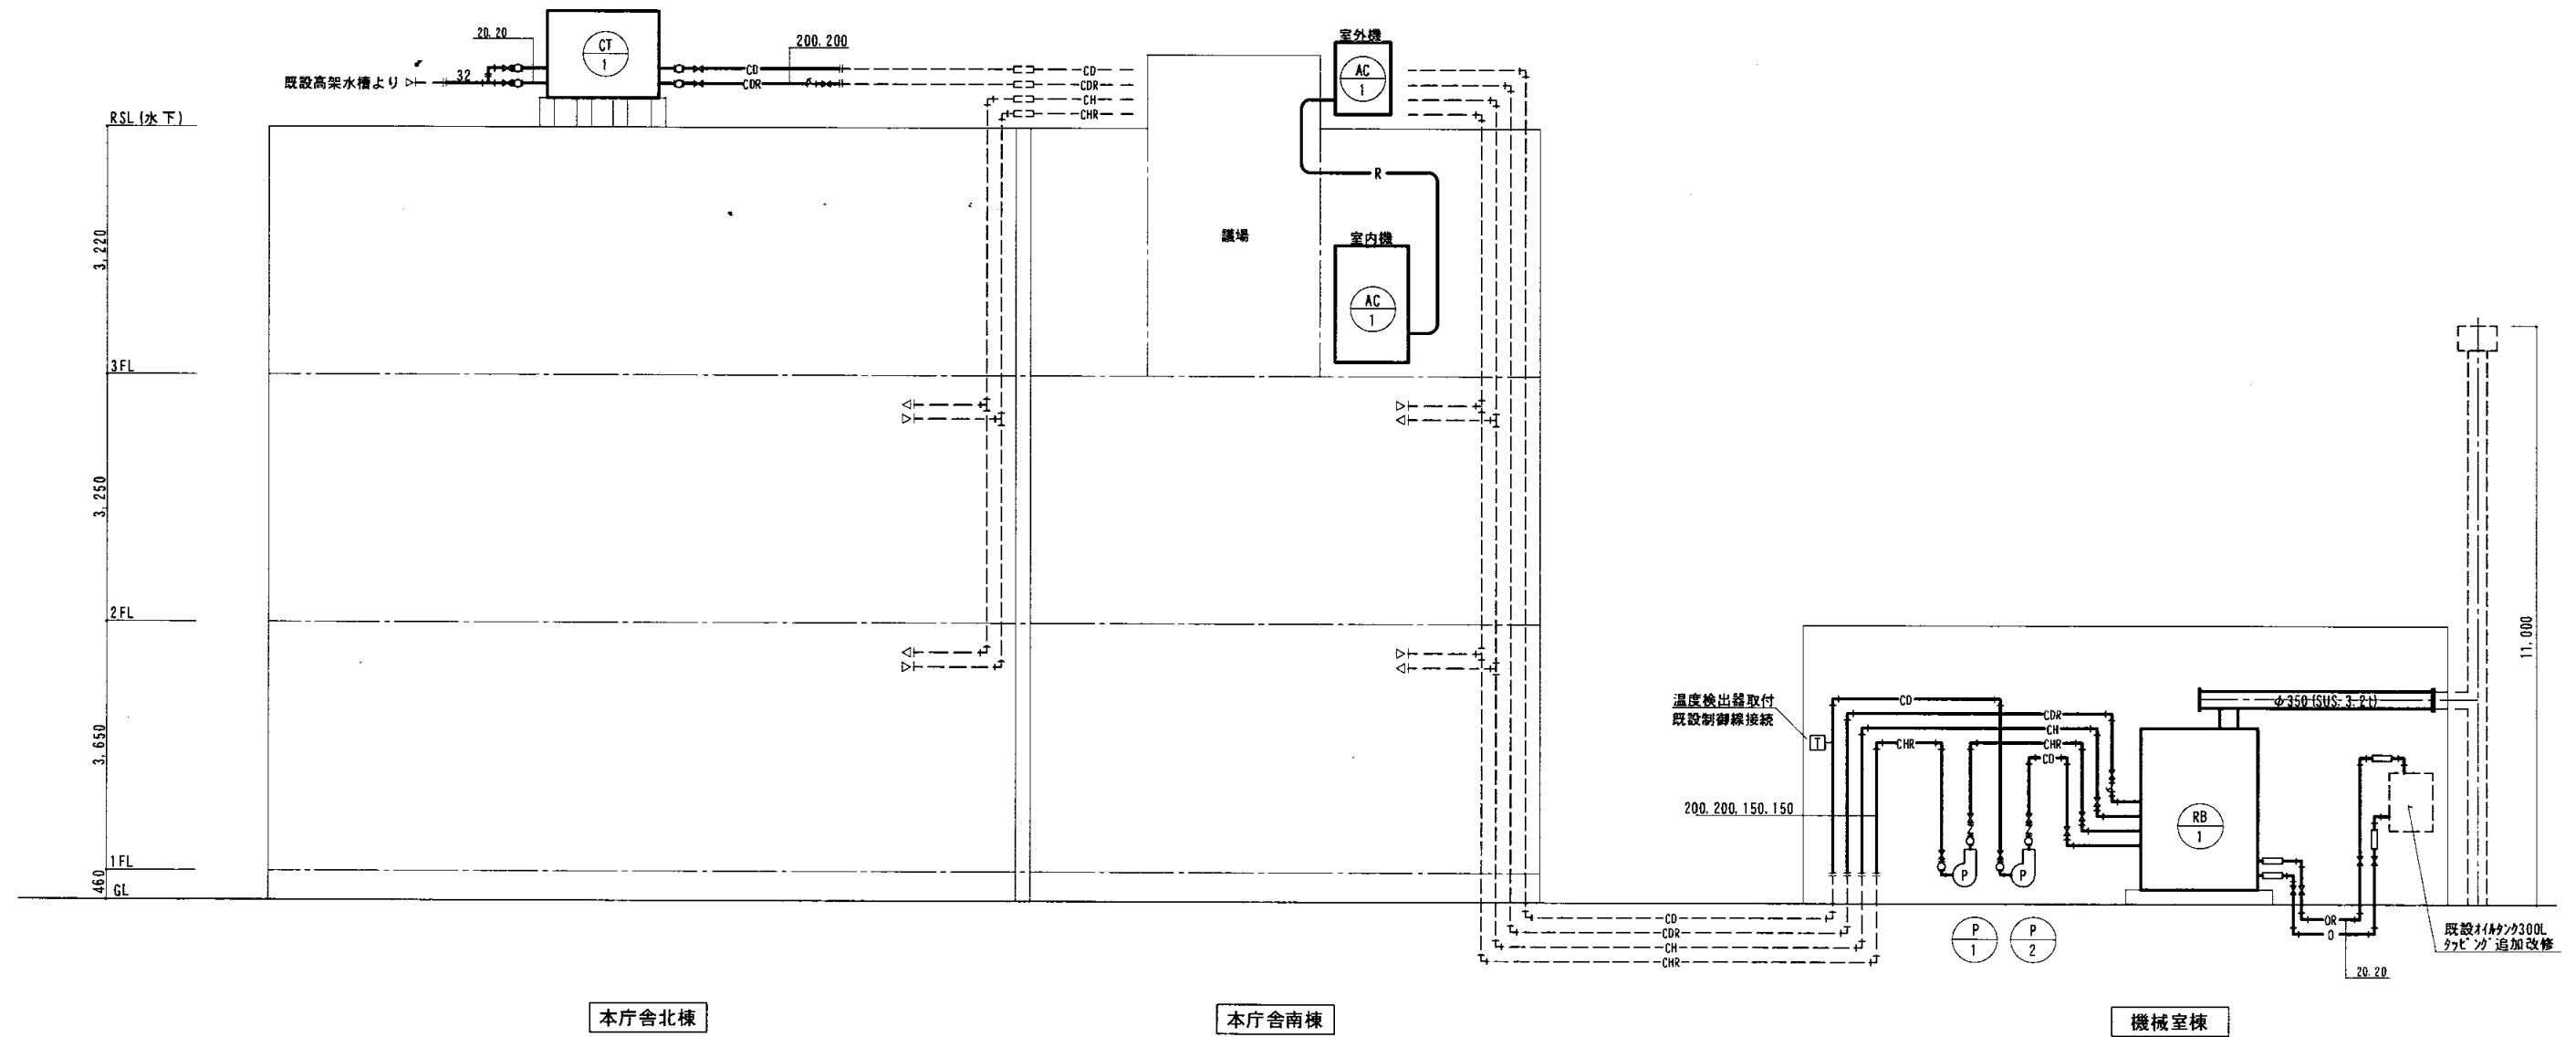 20.20
CT
1
200.200
既設高架水槽より
32
CD
CDR
CD
CDR
CH
CHR
室外機
AC
1
RSL(水下)
R
議場
室内機
AC
1
3,220
3FL
3,250
2FL
3,650
1FL
460
GL
11.000
温度検出器取付
既設制御線接続
T
CD
CDR
CH
CHR
CHR
CD
φ350(SUS-3.2t)
200.200.150.150
RB
1
P
P
P
1
P
2
CD
CDR
CH
CHR
OR
O
20.20
既設オイルタンク300L
タッピング追加改修
本庁舎北棟
本庁舎南棟
機械室棟